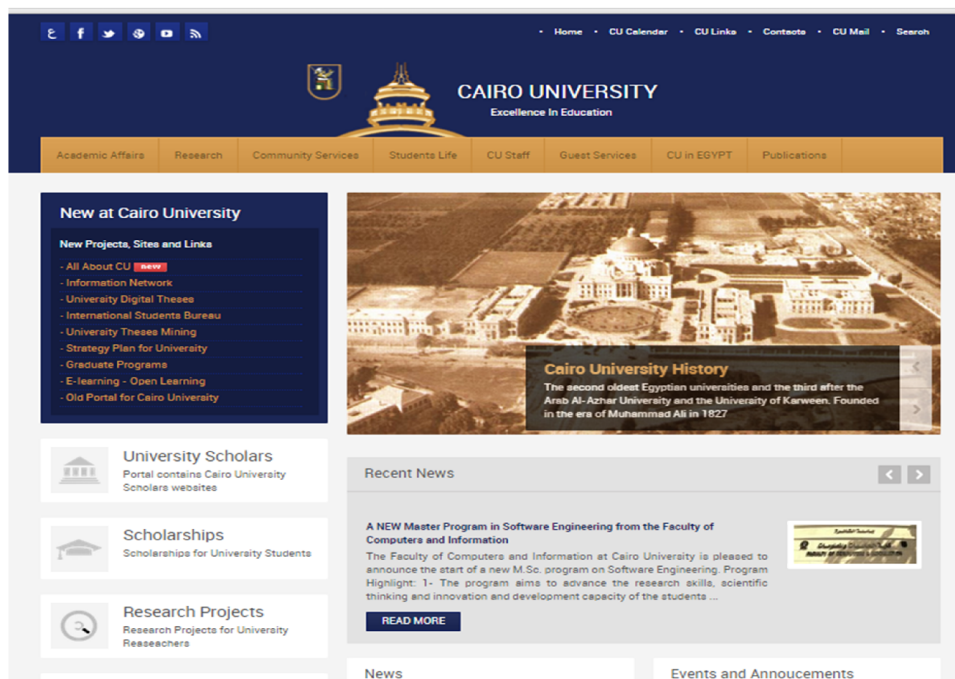 ع
• Home • CU Calendar • CU Links • Contacts • CU Mail • Search
CAIRO UNIVERSITY
Excellence In Education
Academic Affairs Research Community Services Students Life CU Staff Guest Services CU in EGYPT Publications
New at Cairo University
New Projects, Sites and Links
- All About CU new
- Information Network
- University Digital Theses
- International Students Bureau
- University Theses Mining
- Strategy Plan for University
- Graduate Programs
- E-learning - Open Learning
- Old Portal for Cairo University
Cairo University History
The second oldest Egyptian universities and the third after the
Arab Al-Azhar University and the University of Karween. Founded
in the era of Muhammad Ali in 1827
University Scholars
Portal contains Cairo University
Scholars websites
Scholarships
Scholarships for University Students
Research Projects
Research Projects for University
Reaseachers
Recent News
A NEW Master Program in Software Engineering from the Faculty of
Computers and Information
The Faculty of Computers and Information at Cairo University is pleased to
announce the start of a new M.Sc. program on Software Engineering. Program
Highlight: 1- The program aims to advance the research skills, scientific
thinking and innovation and development capacity of the students ...
READ MORE
News
Events and Annoucements